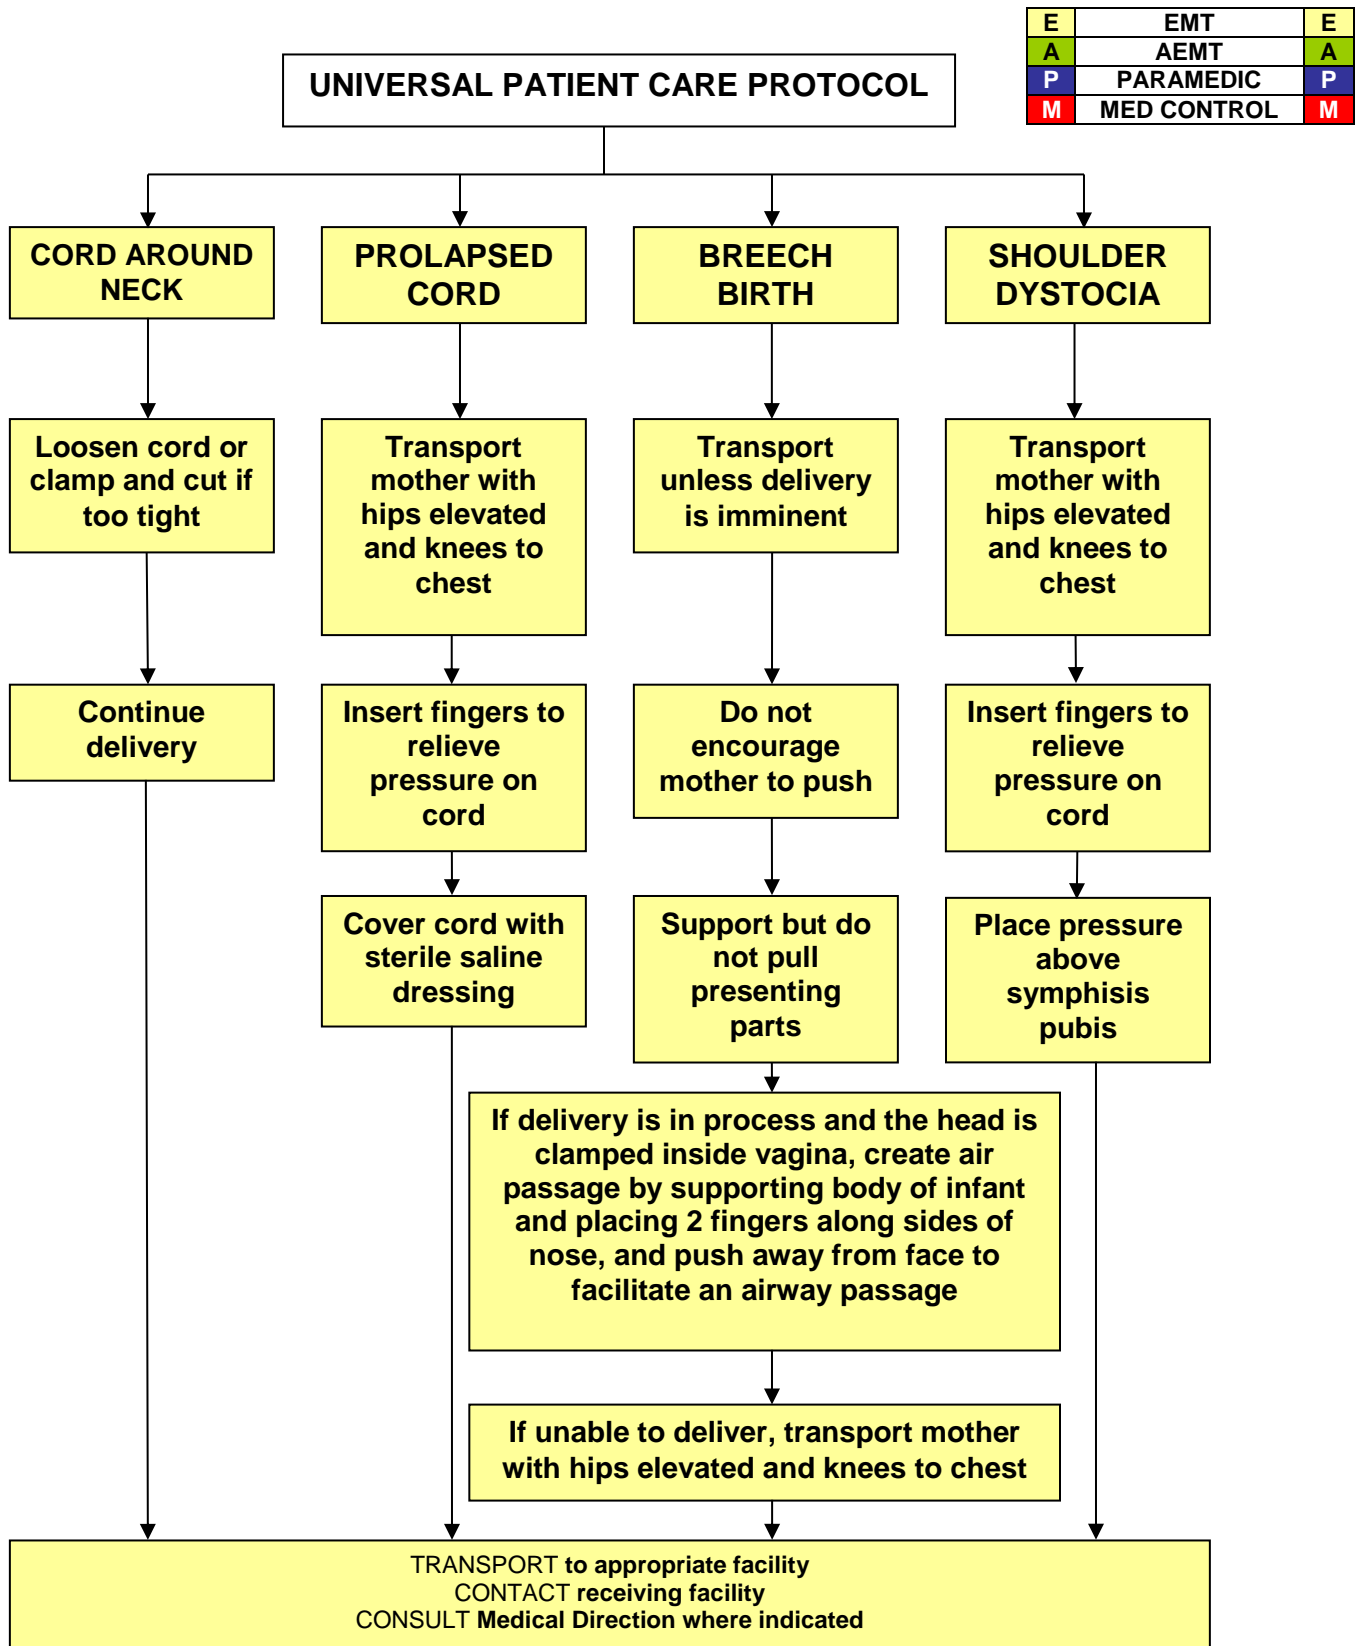 E EMT E
A AEMT A
P PARAMEDIC P
M MED CONTROL M
UNIVERSAL PATIENT CARE PROTOCOL
CORD AROUND
NECK
Loosen cord or
clamp and cut if
too tight
Continue
delivery
PROLAPSED
CORD
Transport
mother with
hips elevated
and knees to
chest
Insert fingers to
relieve
pressure on
cord
Cover cord with
sterile saline
dressing
BREECH
BIRTH
Transport
unless delivery
is imminent
Do not
encourage
mother to push
Support but do
not pull
presenting
parts
If delivery is in process and the head is
clamped inside vagina, create air
passage by supporting body of infant
and placing 2 fingers along sides of
nose, and push away from face to
facilitate an airway passage
If unable to deliver, transport mother
with hips elevated and knees to chest
SHOULDER
DYSTOCIA
Transport
mother with
hips elevated
and knees to
chest
Insert fingers to
relieve
pressure on
cord
Place pressure
above
symphisis
pubis
TRANSPORT to appropriate facility
CONTACT receiving facility
CONSULT Medical Direction where indicated